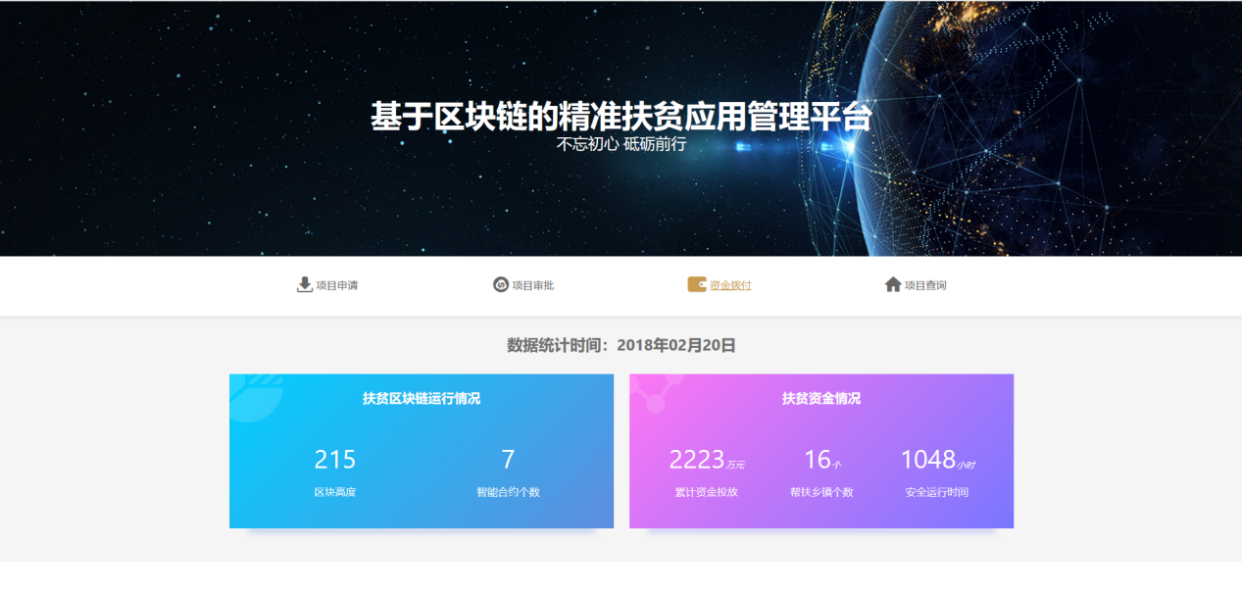 基于区块链的精准扶贫应用管理平台
不忘初心 砥砺前行
项目申请 项目审批 资金拨付 项目查询
数据统计时间：2018年02月20日
扶贫区块链运行情况
215 7
区块高度 智能合约个数
扶贫资金情况
2223万元 16个 1048小时
累计资金投放 帮扶乡镇个数 安全运行时间